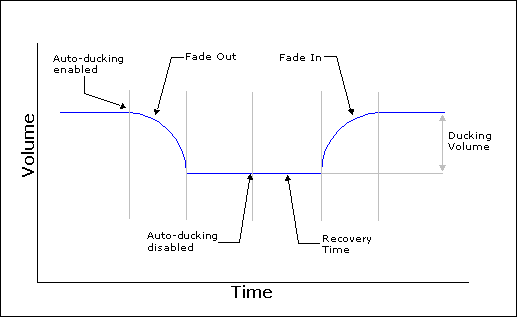 Auto-ducking
enabled
Fade Out
Fade In
Ducking
Volume
Volume
Auto-ducking
disabled
Recovery
Time
Time